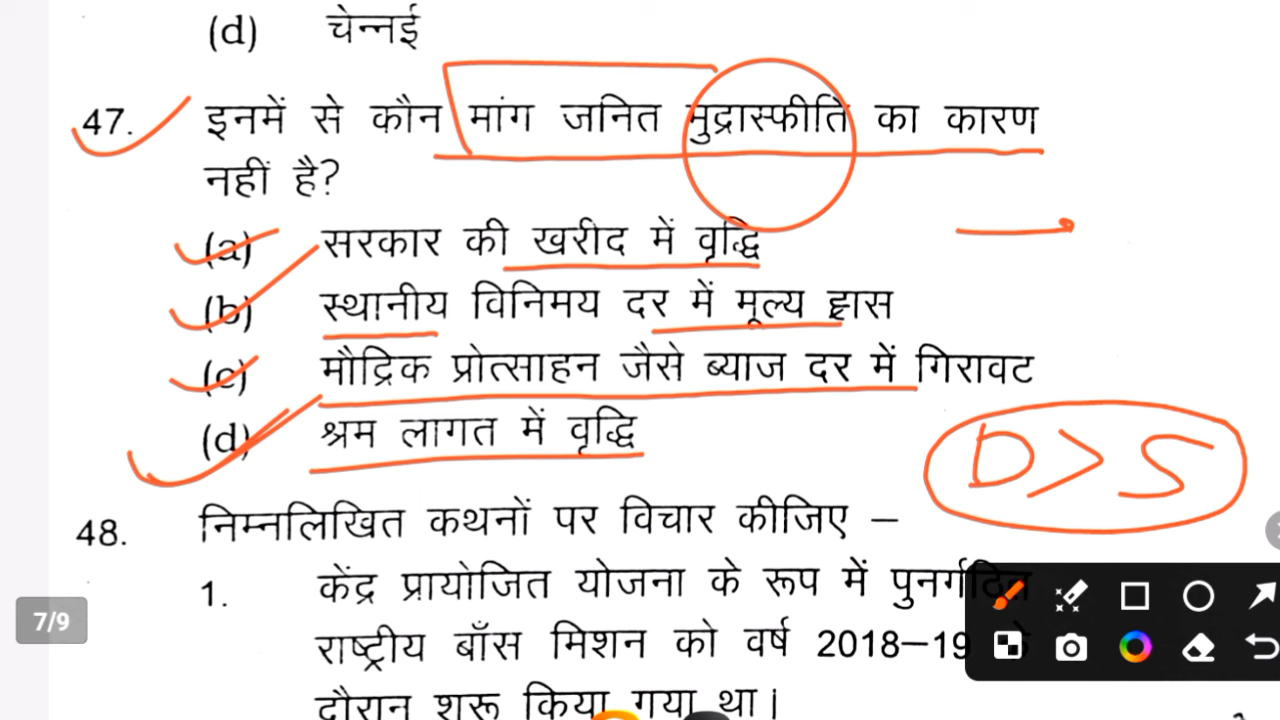 (d) चेन्नई
47. इनमें से कौन मांग जनित मुद्रास्फीति का कारण
नहीं है?
(a) सरकार की खरीद में वृद्धि
(b) स्थानीय विनिमय दर में मूल्य ह्रास
(c) मौद्रिक प्रोत्साहन जैसे ब्याज दर में गिरावट
(d) श्रम लागत में वृद्धि
D > S
48. निम्नलिखित कथनों पर विचार कीजिए –
1. केंद्र प्रायोजित योजना के रूप में पुनर्गठित
राष्ट्रीय बाँस मिशन को वर्ष 2018–19 के
दौरान शुरू किया गया था।
7/9